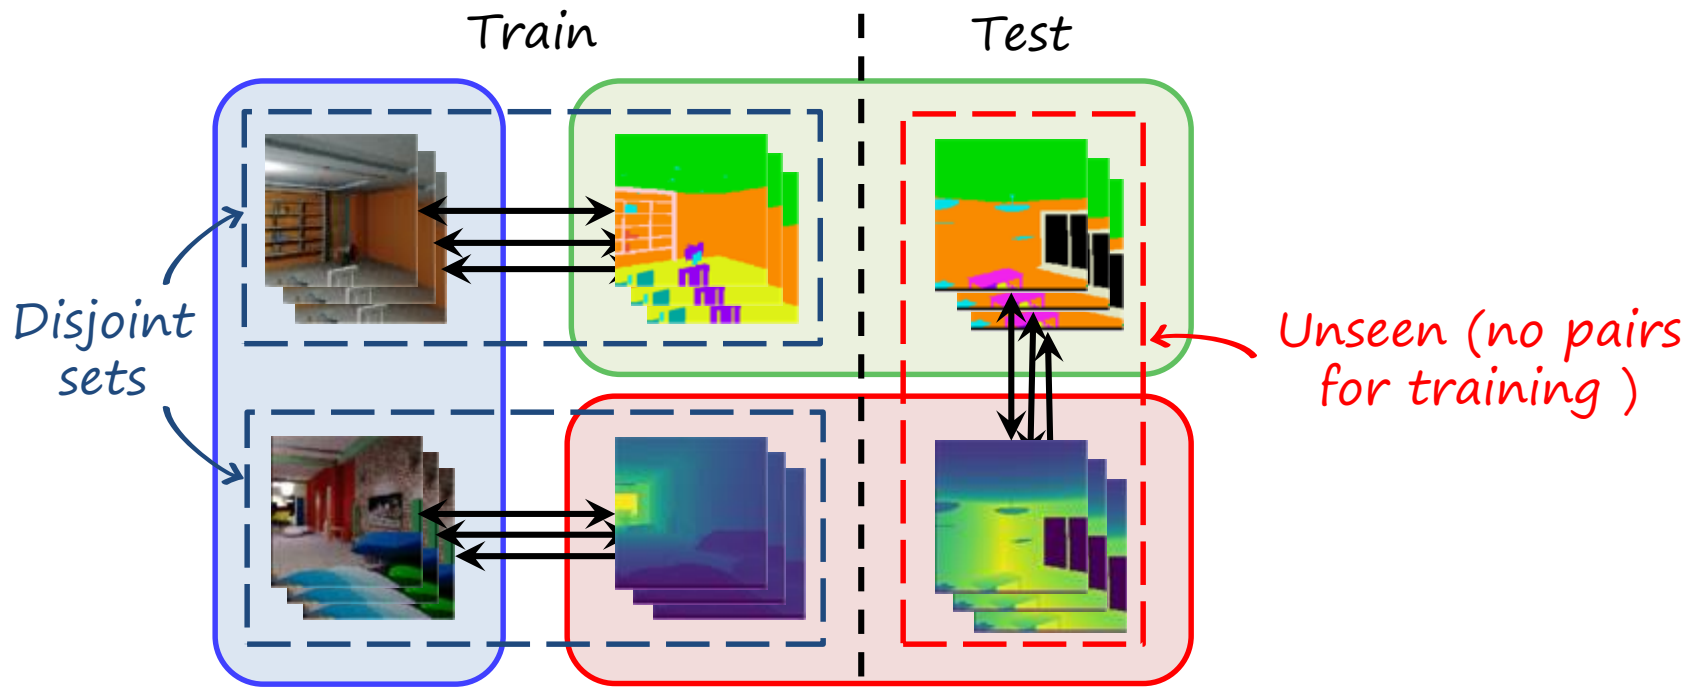 Train
Test
Disjoint
sets
Unseen (no pairs
for training )